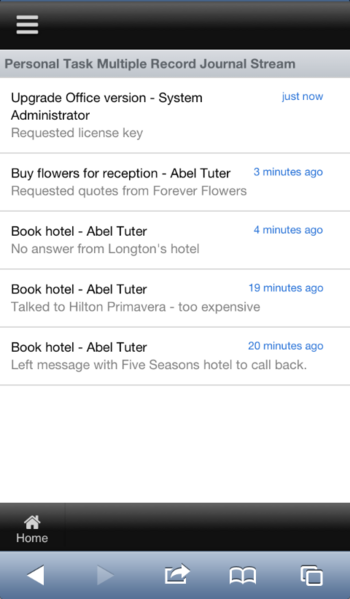 Personal Task Multiple Record Journal Stream
Upgrade Office version - System just now
Administrator
Requested license key
Buy flowers for reception - Abel Tuter 3 minutes ago
Requested quotes from Forever Flowers
Book hotel - Abel Tuter 4 minutes ago
No answer from Longton's hotel
Book hotel - Abel Tuter 19 minutes ago
Talked to Hilton Primavera - too expensive
Book hotel - Abel Tuter 20 minutes ago
Left message with Five Seasons hotel to call back.
Home